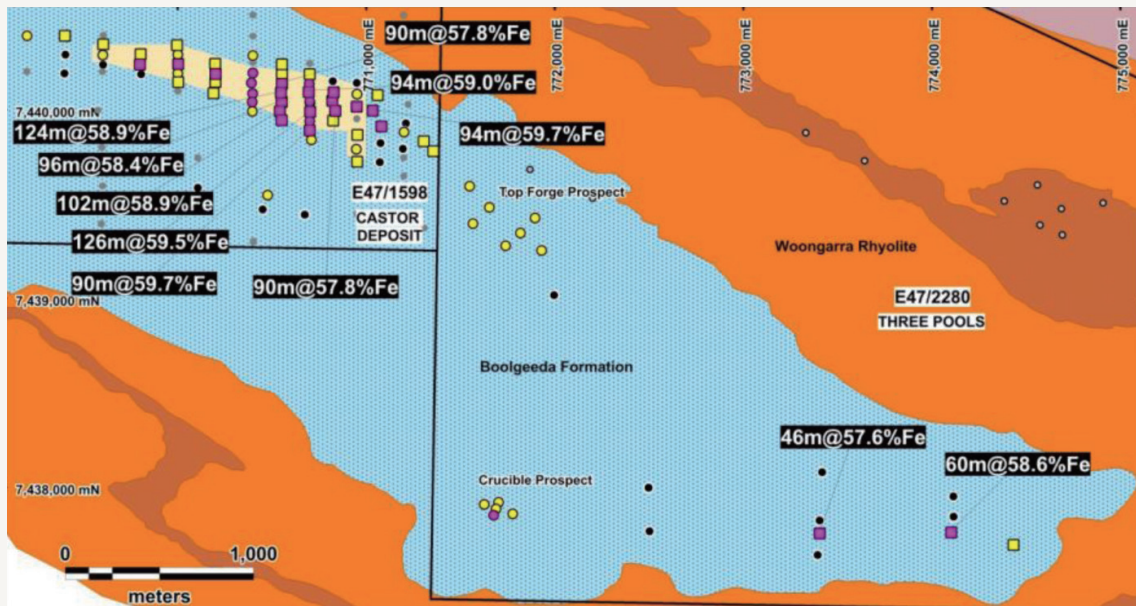 90m@57.8%Fe
771,000 mE
772,000 mE
773,000 mE
774,000 mE
775,000 mE
94m@59.0%Fe
7,440,000 mN
124m@58.9%Fe
94m@59.7%Fe
96m@58.4%Fe
E47/1598
Top Forge Prospect
102m@58.9%Fe
CASTOR
DEPOSIT
126m@59.5%Fe
Woongarra Rhyolite
90m@59.7%Fe
90m@57.8%Fe
7,439,000 mN
E47/2280
THREE POOLS
Boolgeeda Formation
46m@57.6%Fe
60m@58.6%Fe
Crucible Prospect
7,438,000 mN
0
1,000
meters